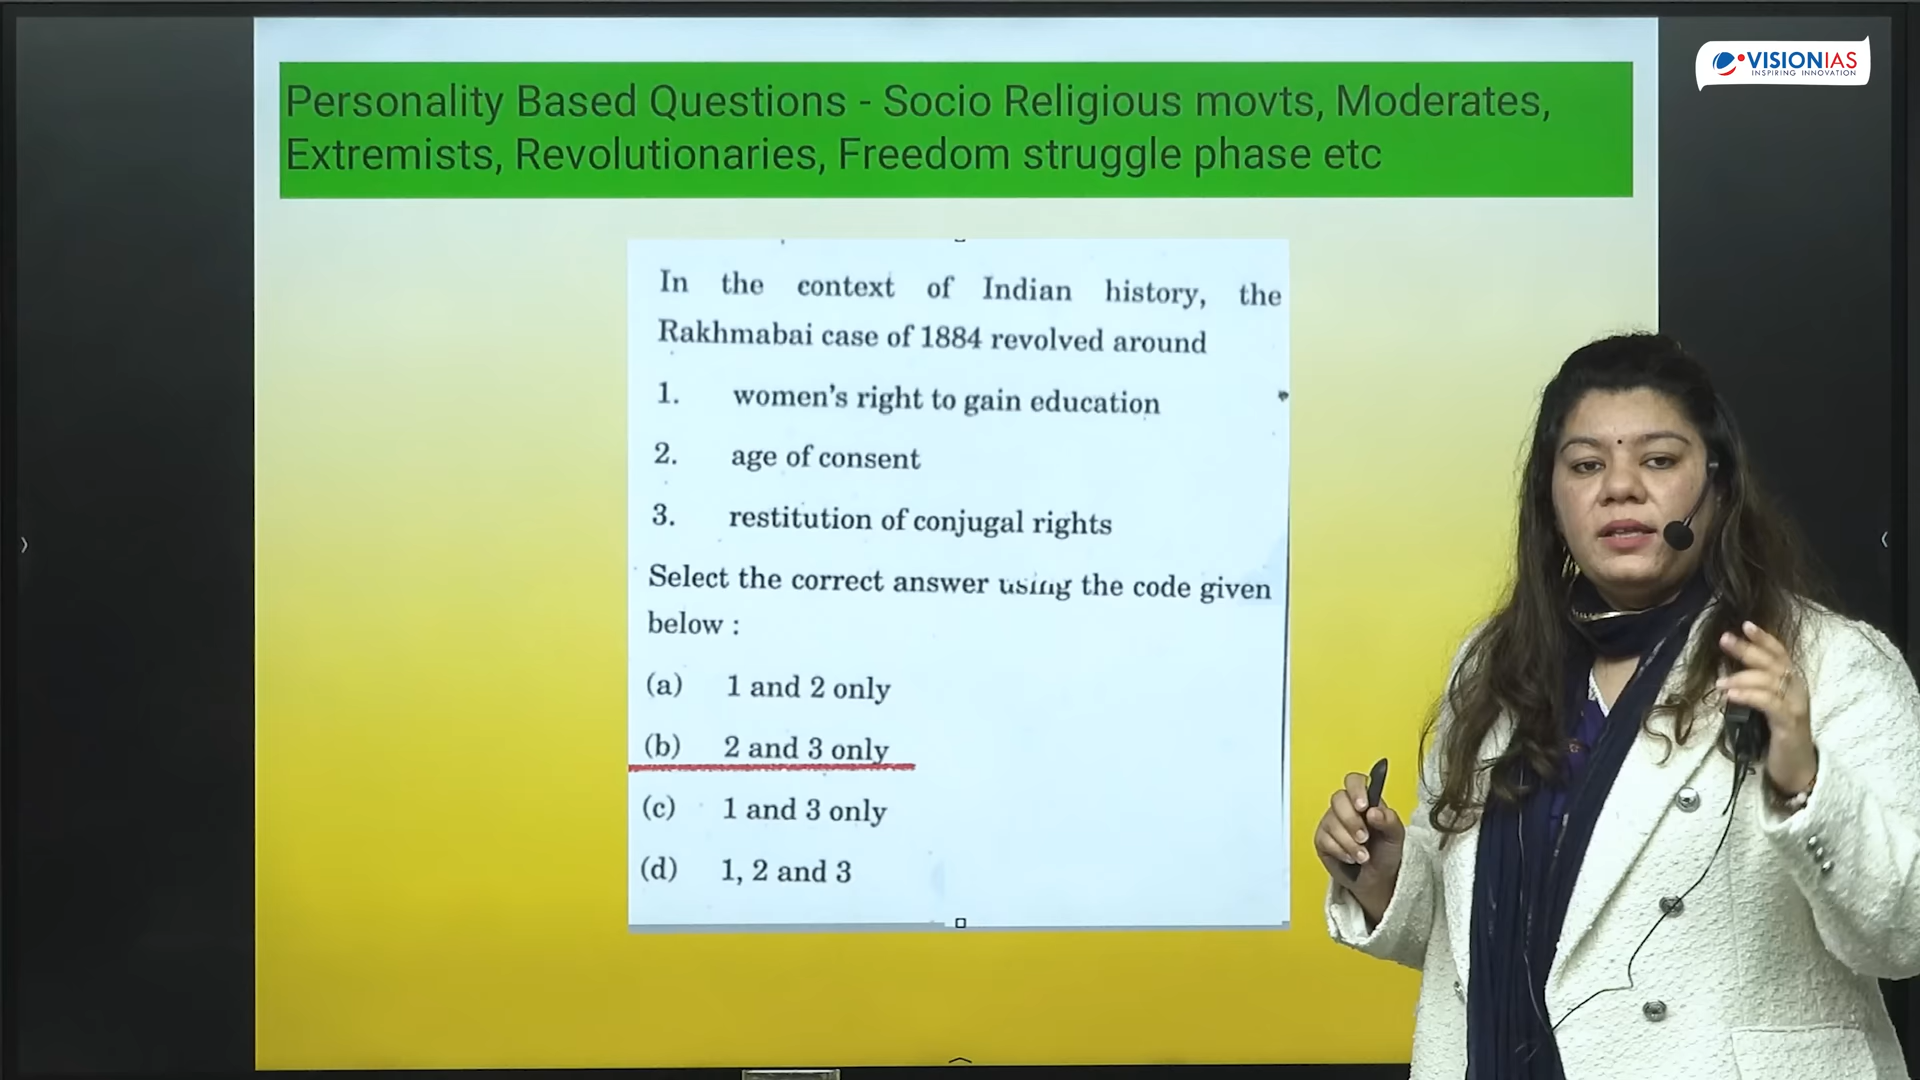 VISIONIAS
INSPIRING INNOVATION
Personality Based Questions - Socio Religious movts, Moderates,
Extremists, Revolutionaries, Freedom struggle phase etc
In the context of Indian history, the
Rakhmabai case of 1884 revolved around
1. women's right to gain education
2. age of consent
3. restitution of conjugal rights
Select the correct answer using the code given
below :
(a) 1 and 2 only
(b) 2 and 3 only
(c) 1 and 3 only
(d) 1, 2 and 3